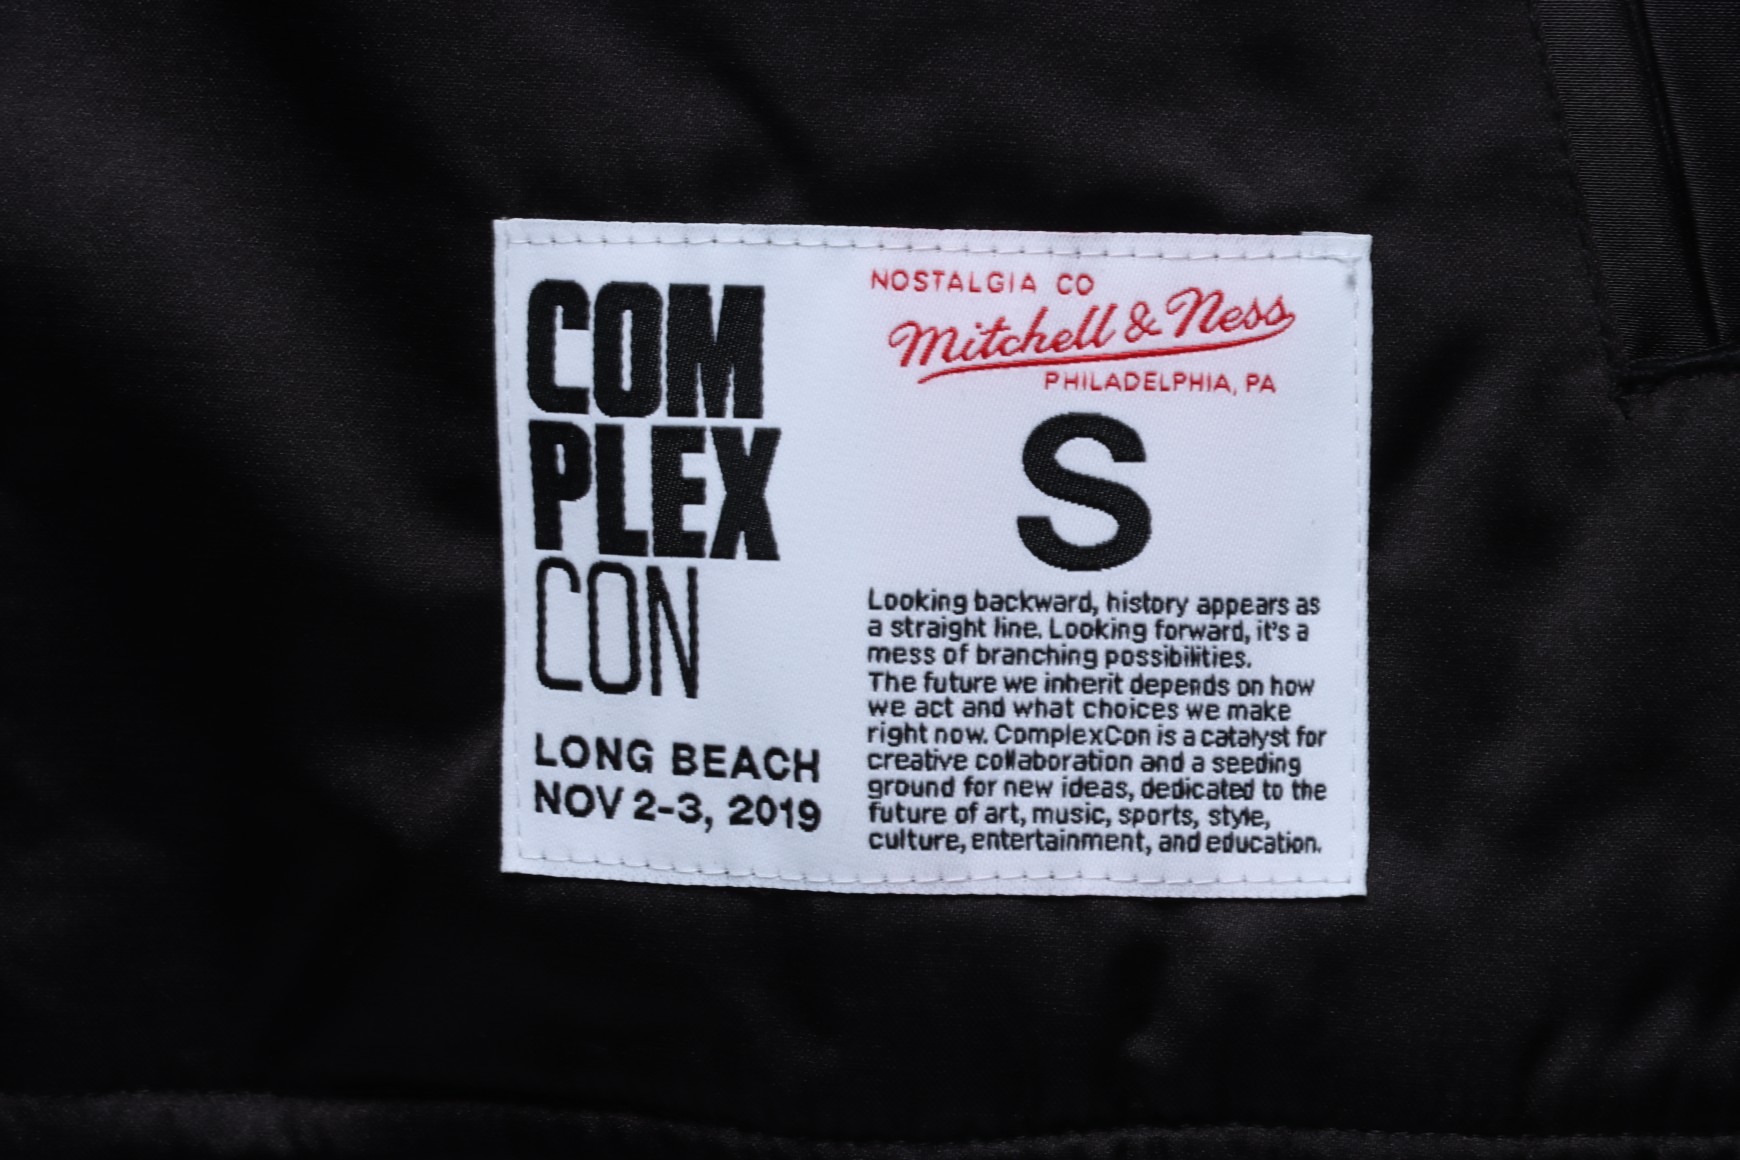 COM
PLEX
CON
LONG BEACH
NOV 2-3, 2019
NOSTALGIA CO
Mitchell & Ness
PHILADELPHIA, PA
S
Looking backward, history appears as
a straight line. Looking forward, it's a
mess of branching possibilities.
The future we inherit depends on how
we act and what choices we make
right now. ComplexCon is a catalyst for
creative collaboration and a seeding
ground for new ideas, dedicated to the
future of art, music, sports, style,
culture, entertainment, and education.